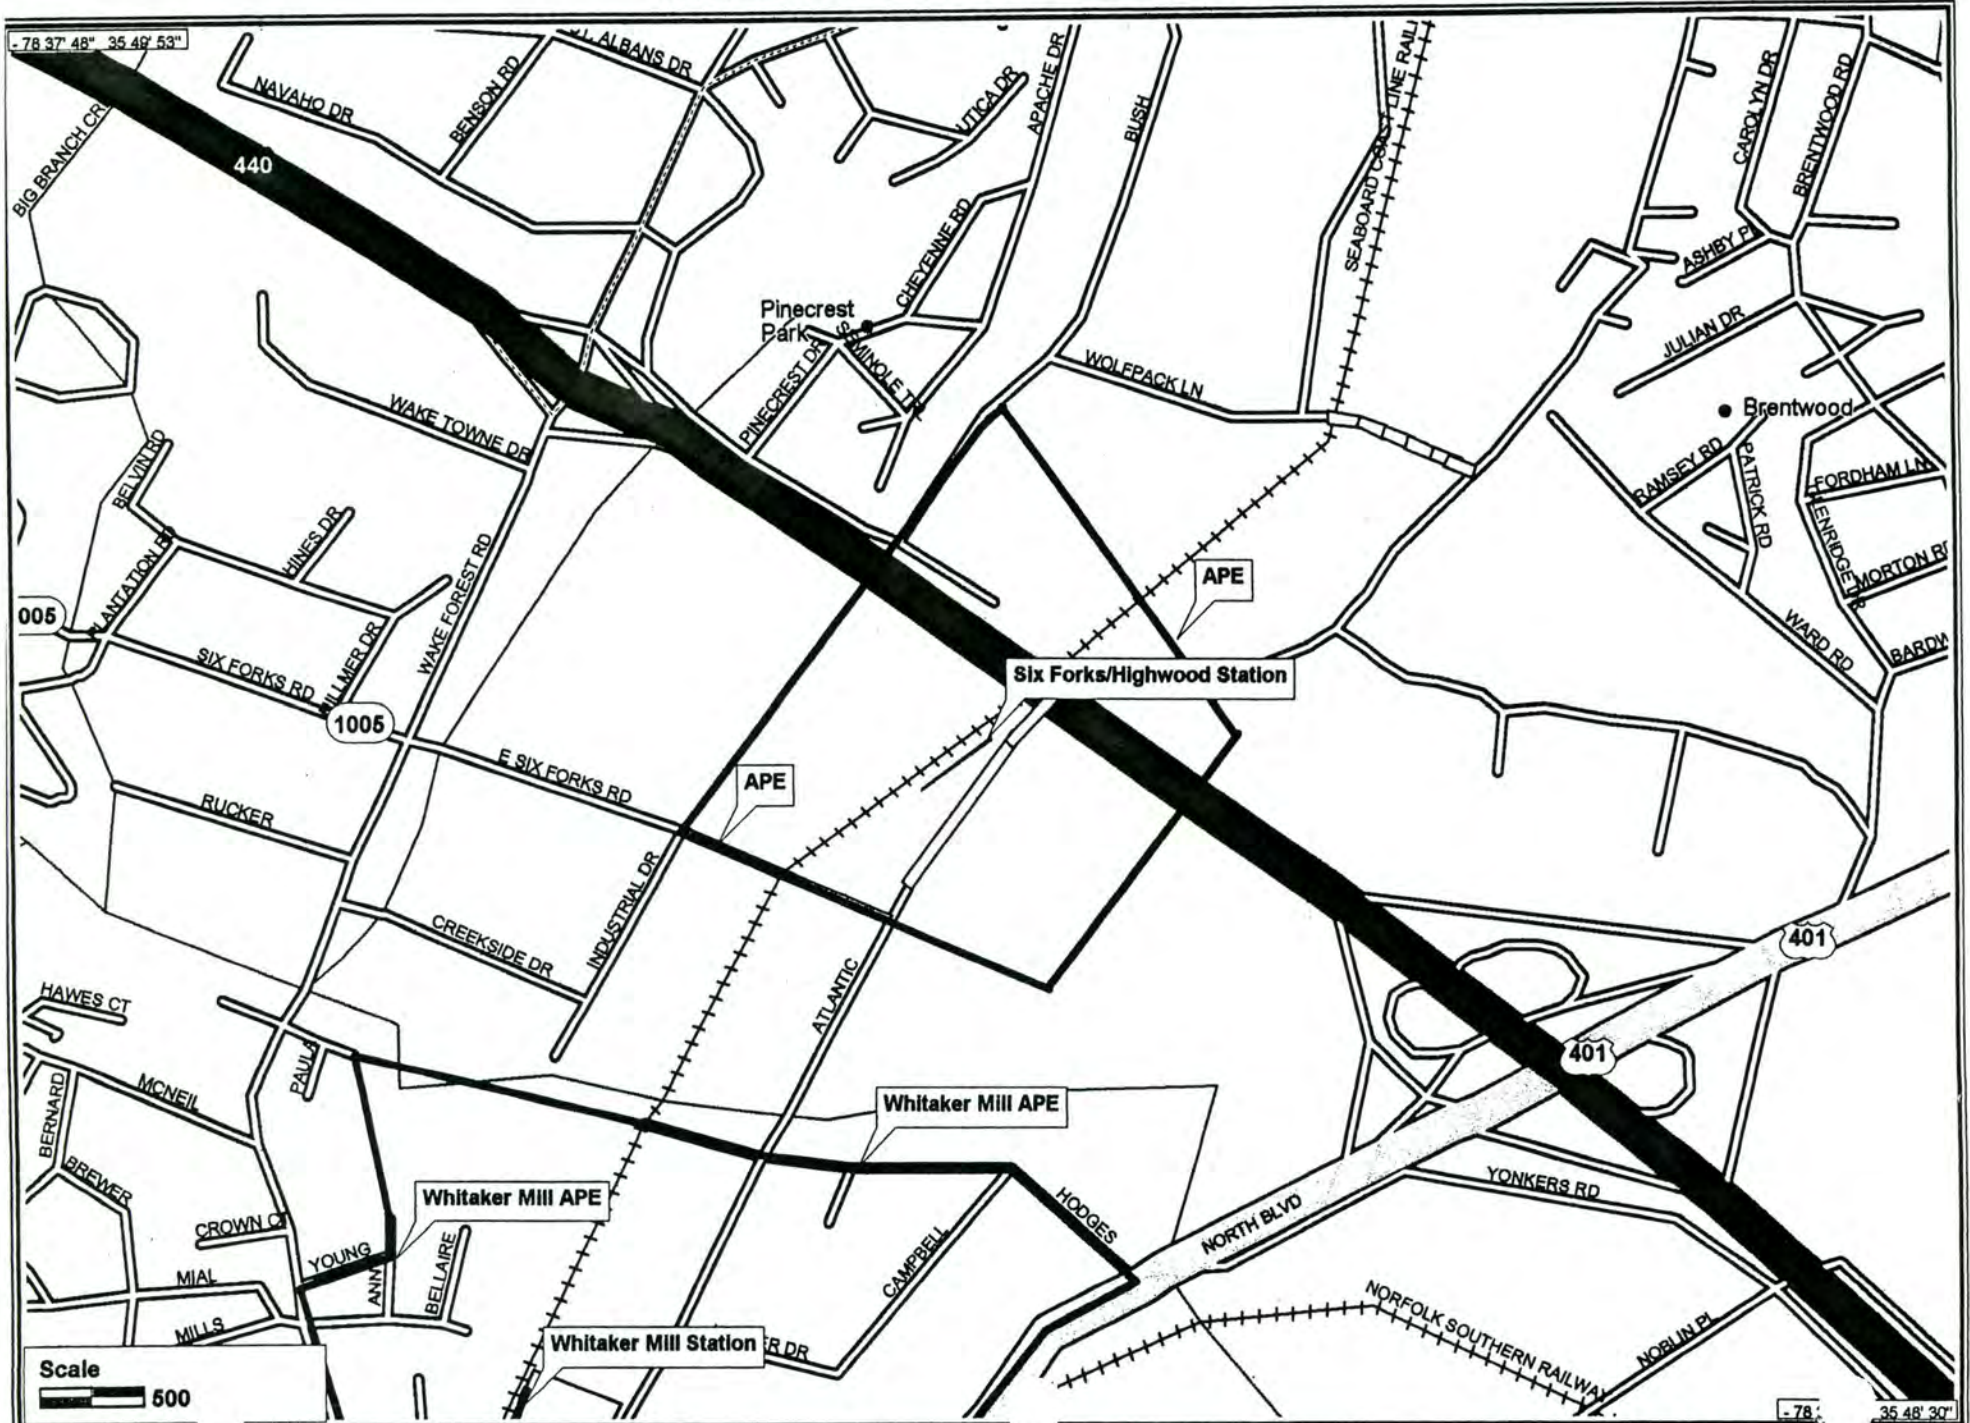 - 78 37' 48" 35 49' 53"
ALBANS DR
NAVAHO DR
BENSON RD
UTICA DR
APACHE DR
BUSH
SEABOARD COAST LINE RAIL
CAROLYN DR
BRENTWOOD RD
BIG BRANCH CR
440
CHEYENNE RD
ASHBY P
Pinecrest
Park
SEMINOLE TRL
PINECREST DR
WOLFPACK LN
JULIAN DR
Brentwood
WAKE TOWNE DR
BELVIN RD
RAMSEY RD
PATRICK RD
FORDHAM LN
GLENRIDGE DR
MORTON RD
HINES DR
PLANTATION RD
WAKE FOREST RD
APE
005
WARD RD
BARDW
SIX FORKS RD
WILLMER DR
1005
Six Forks/Highwood Station
E SIX FORKS RD
APE
RUCKER
INDUSTRIAL DR
CREEKSIDE DR
ATLANTIC
401
HAWES CT
401
PAULA
MCNEIL
BERNARD
Whitaker Mill APE
BREWER
Whitaker Mill APE
YONKERS RD
CROWN CT
HODGES
NORTH BLVD
YOUNG
ANN
BELLAIRE
CAMPBELL
MIAL
MILLS
NORFOLK SOUTHERN RAILWAY
NOBLIN PL
Whitaker Mill Station
ER DR
Scale
500
- 78
35 48' 30"